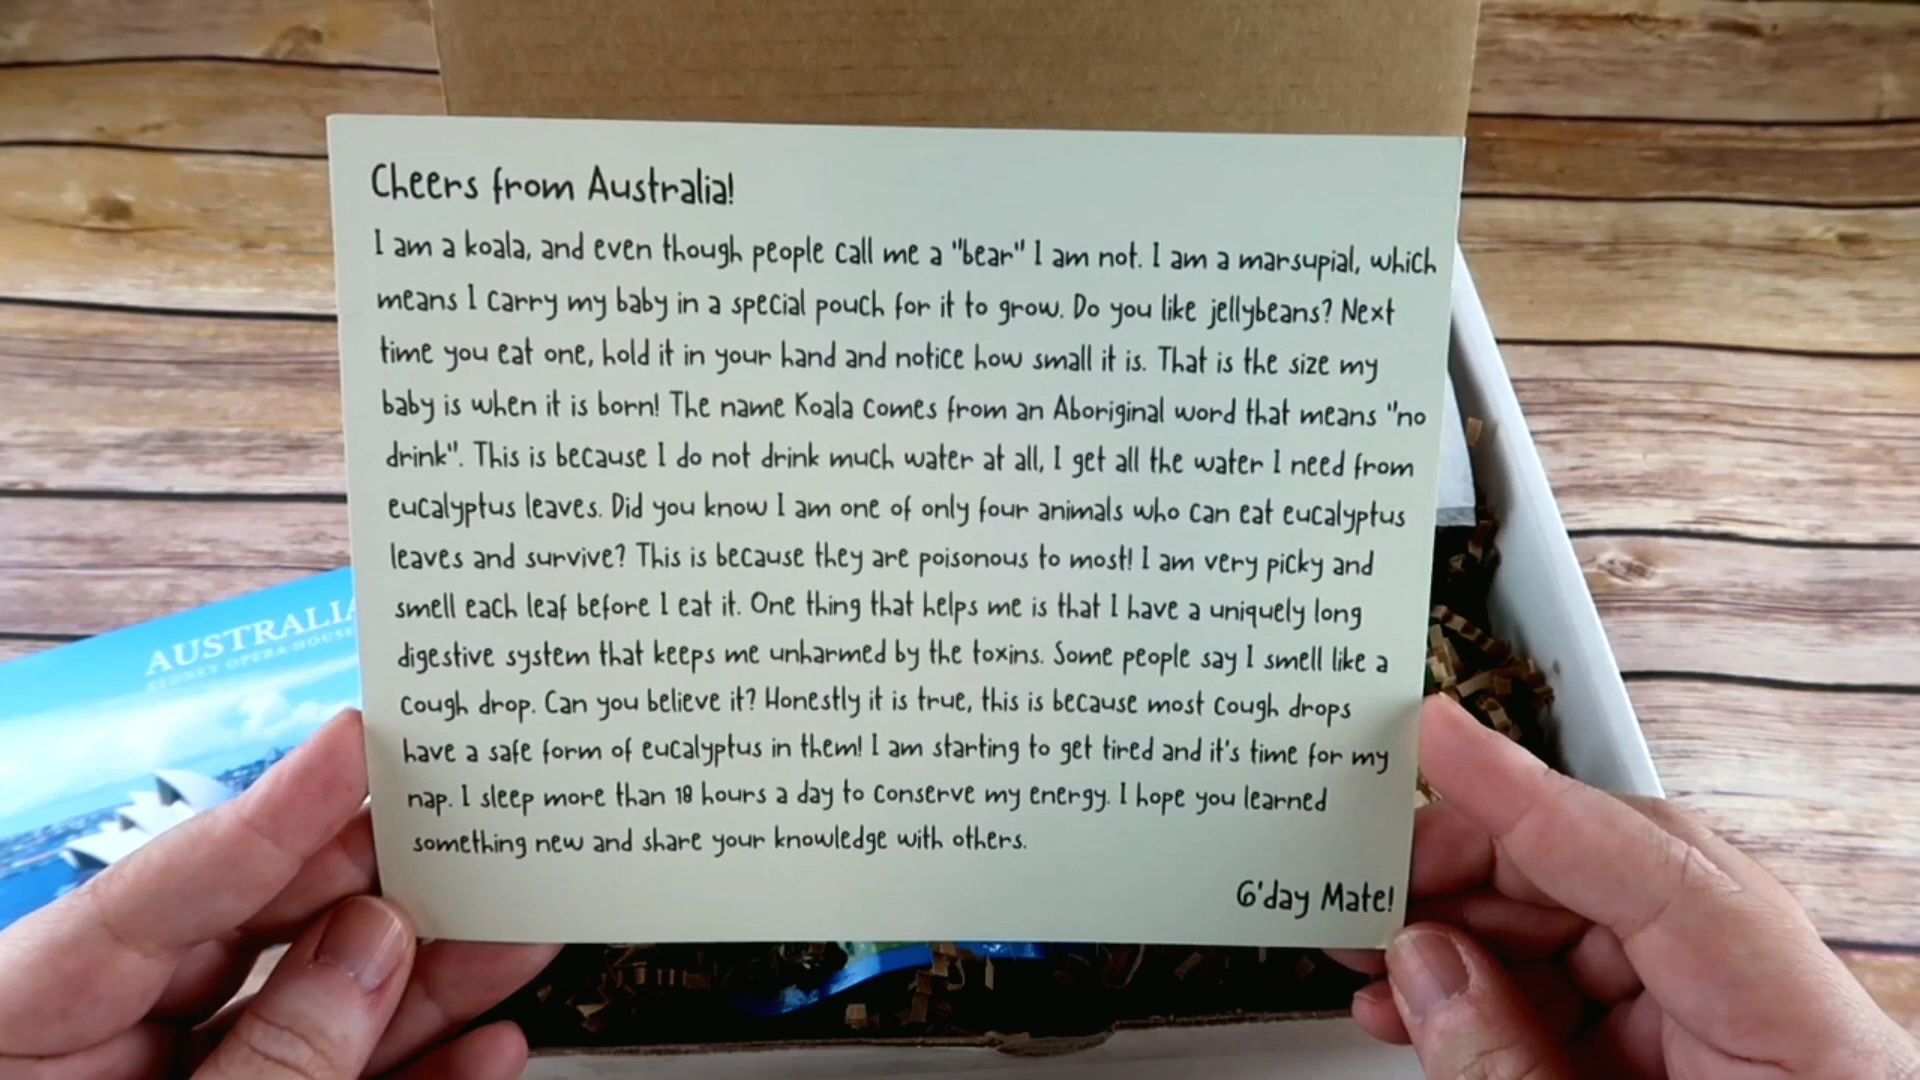 Cheers from Australia!
I am a koala, and even though people call me a "bear" I am not. I am a marsupial, which
means I carry my baby in a special pouch for it to grow. Do you like jellybeans? Next
time you eat one, hold it in your hand and notice how small it is. That is the size my
baby is when it is born! The name Koala comes from an Aboriginal word that means "no
drink". This is because I do not drink much water at all, I get all the water I need from
eucalyptus leaves. Did you know I am one of only four animals who can eat eucalyptus
leaves and survive? This is because they are poisonous to most! I am very picky and
smell each leaf before I eat it. One thing that helps me is that I have a uniquely long
digestive system that keeps me unharmed by the toxins. Some people say I smell like a
cough drop. Can you believe it? Honestly it is true, this is because most cough drops
have a safe form of eucalyptus in them! I am starting to get tired and it's time for my
nap. I sleep more than 18 hours a day to conserve my energy. I hope you learned
something new and share your knowledge with others.
G'day Mate!
AUSTRALIA
SYDNEY OPERA HOUSE